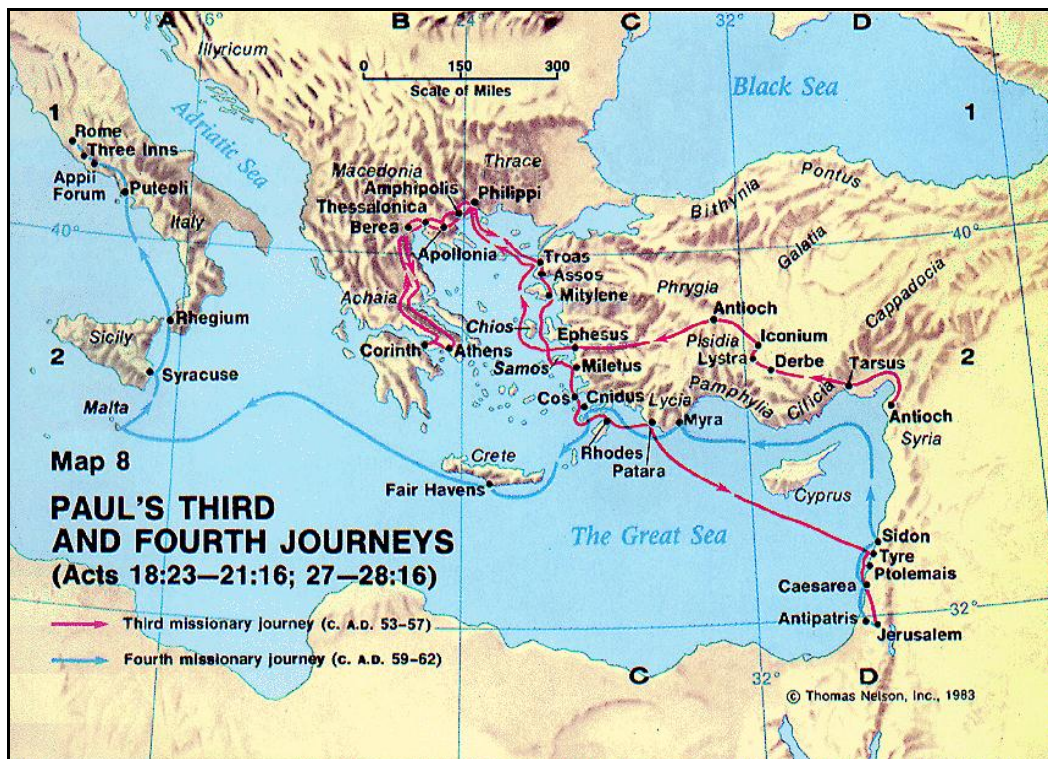 A
6°
B
24°
C
32°
D
Illyricum
0 150 300
Scale of Miles
Black Sea
1
1
Adriatic Sea
Rome
Three Inns
Appii
Forum
Puteoli
Italy
Macedonia
Thrace
Amphipolis
Philippi
Thessalonica
Berea
Apollonia
Pontus
Bithynia
Galatia
40°
40°
Troas
Assos
Mitylene
Phrygia
Cappadocia
Achaia
Chios
Antioch
Rhegium
Sicily
2
2
Ephesus
Pisidia
Iconium
Lystra
Derbe
Tarsus
Corinth
Athens
Samos
Miletus
Syracuse
Pamphylia
Cilicia
Malta
Cos
Cnidus
Lycia
Myra
Antioch
Syria
Rhodes
Patara
Crete
Fair Havens
Cyprus
Map 8
PAUL'S THIRD
AND FOURTH JOURNEYS
(Acts 18:23—21:16; 27—28:16)
The Great Sea
Sidon
Tyre
Ptolemais
Caesarea
Antipatris
32°
Jerusalem
Third missionary journey (C. A.D. 53–57)
Fourth missionary journey (C. A.D. 59–62)
C
32°
D
© Thomas Nelson, Inc., 1983